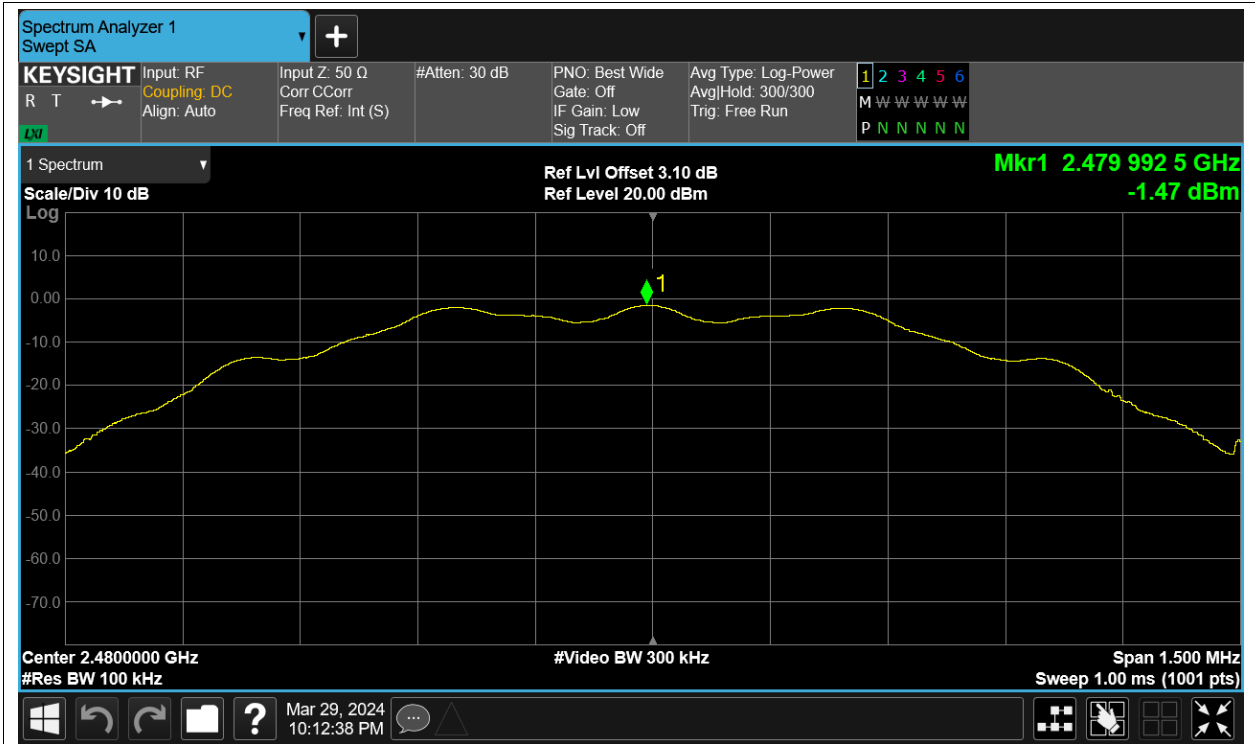 Spectrum Analyzer 1
Swept SA
KEYSIGHT
R T
LXI
Input: RF
Coupling: DC
Align: Auto
Input Z: 50 Ω
Corr CCorr
Freq Ref: Int (S)
#Atten: 30 dB
PNO: Best Wide
Gate: Off
IF Gain: Low
Sig Track: Off
Avg Type: Log-Power
Avg|Hold: 300/300
Trig: Free Run
1 2 3 4 5 6
M W W W W W
P N N N N N
1 Spectrum
Scale/Div 10 dB
Log
Ref Lvl Offset 3.10 dB
Ref Level 20.00 dBm
Mkr1 2.479 992 5 GHz
-1.47 dBm
10.0
0.00
-10.0
-20.0
-30.0
-40.0
-50.0
-60.0
-70.0
1
Center 2.4800000 GHz
#Res BW 100 kHz
#Video BW 300 kHz
Span 1.500 MHz
Sweep 1.00 ms (1001 pts)
?
Mar 29, 2024
10:12:38 PM